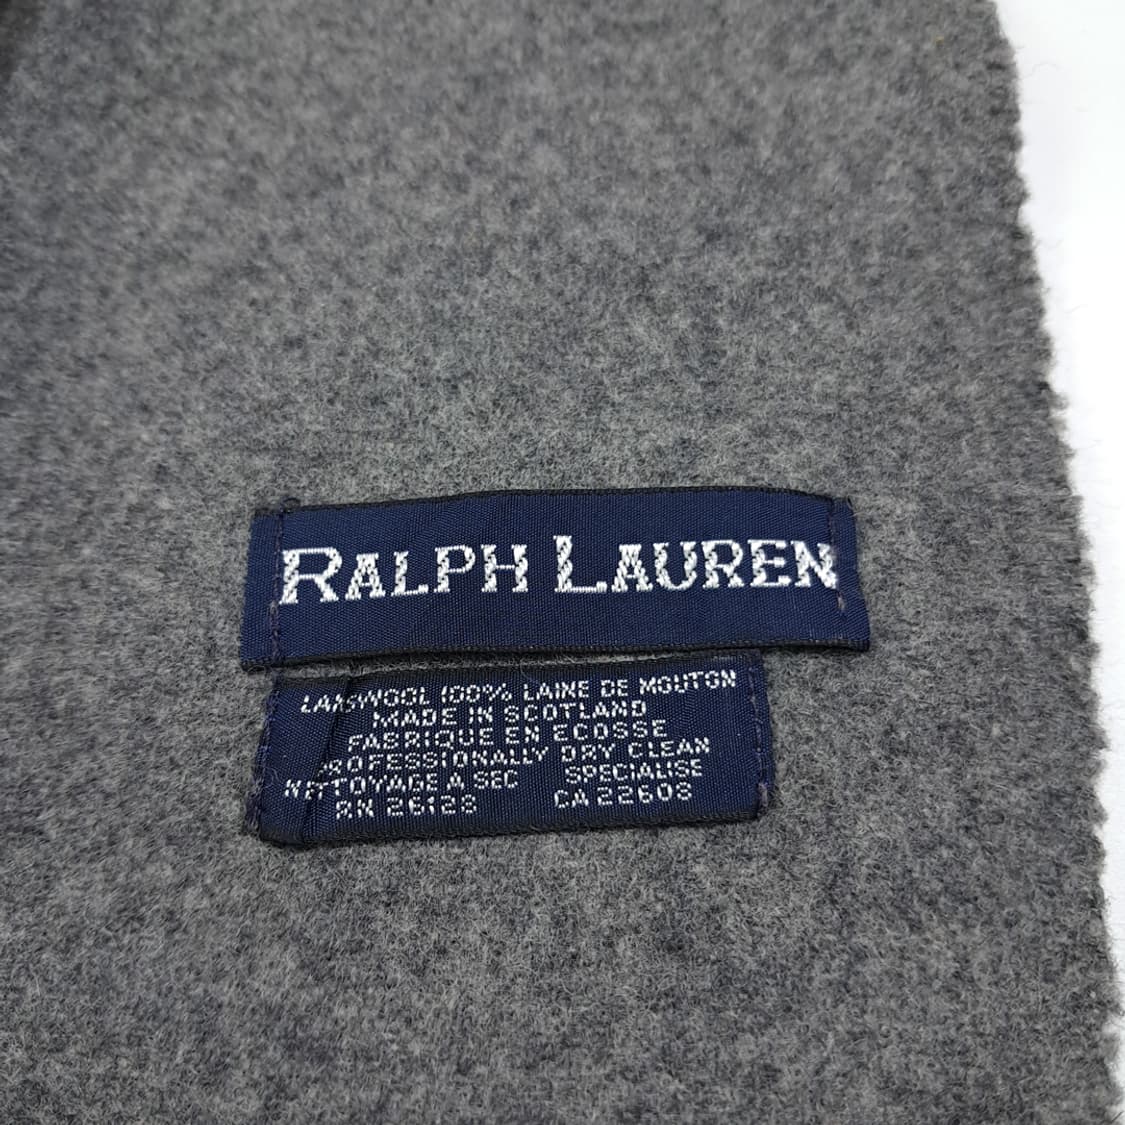 RALPH LAUREN
LAMSWOOL 100% LAINE DE MOUTON
MADE IN SCOTLAND
FABRIQUE EN ECOSSE
PROFESSIONALLY DRY CLEAN
NETTOYAGE A SEC SPECIALISE
RN 26128 CA 22608